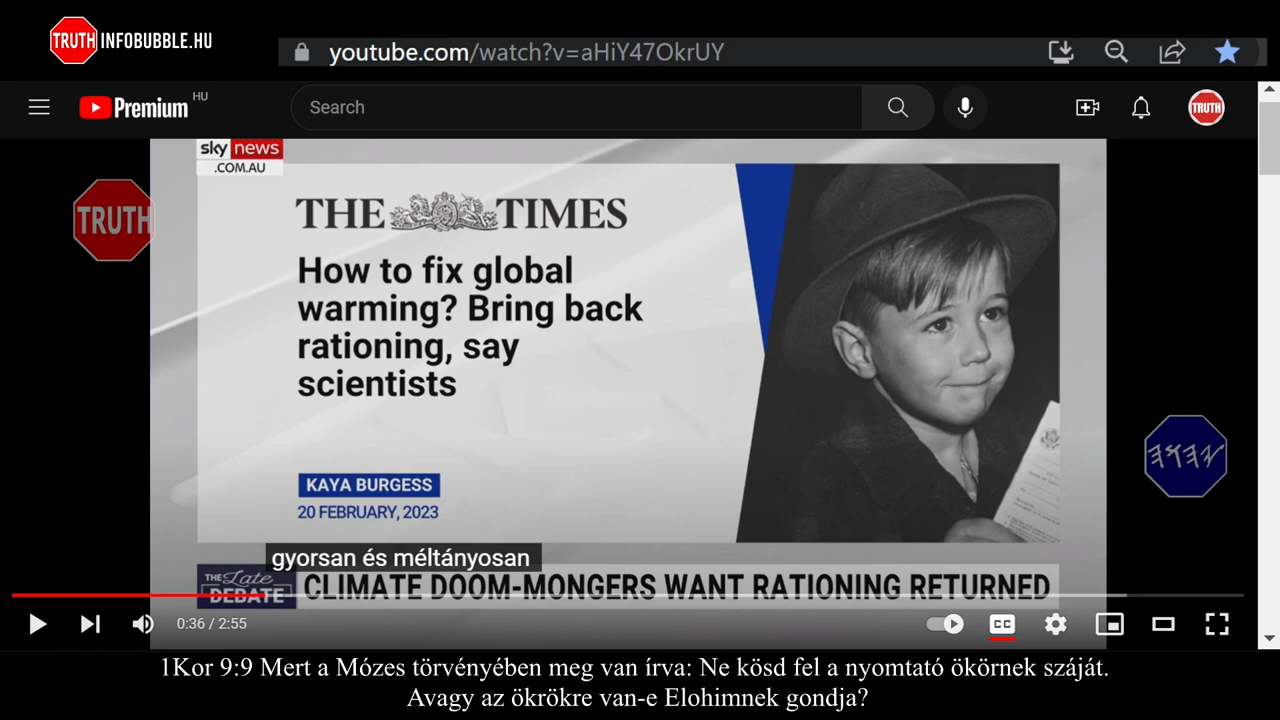 TRUTH INFOBUBBLE.HU
youtube.com/watch?v=aHiY47OkrUY
Premium HU
Search
TRUTH
sky news
.COM.AU
TRUTH
THE TIMES
How to fix global
warming? Bring back
rationing, say
scientists
KAYA BURGESS
20 FEBRUARY, 2023
𐤉𐤄𐤅𐤄
gyorsan és méltányosan
THE Late DEBATE
CLIMATE DOOM-MONGERS WANT RATIONING RETURNED
0:36 / 2:55
CC
1Kor 9:9 Mert a Mózes törvényében meg van írva: Ne kösd fel a nyomtató ökörnek száját.
Avagy az ökrökre van-e Elohimnek gondja?